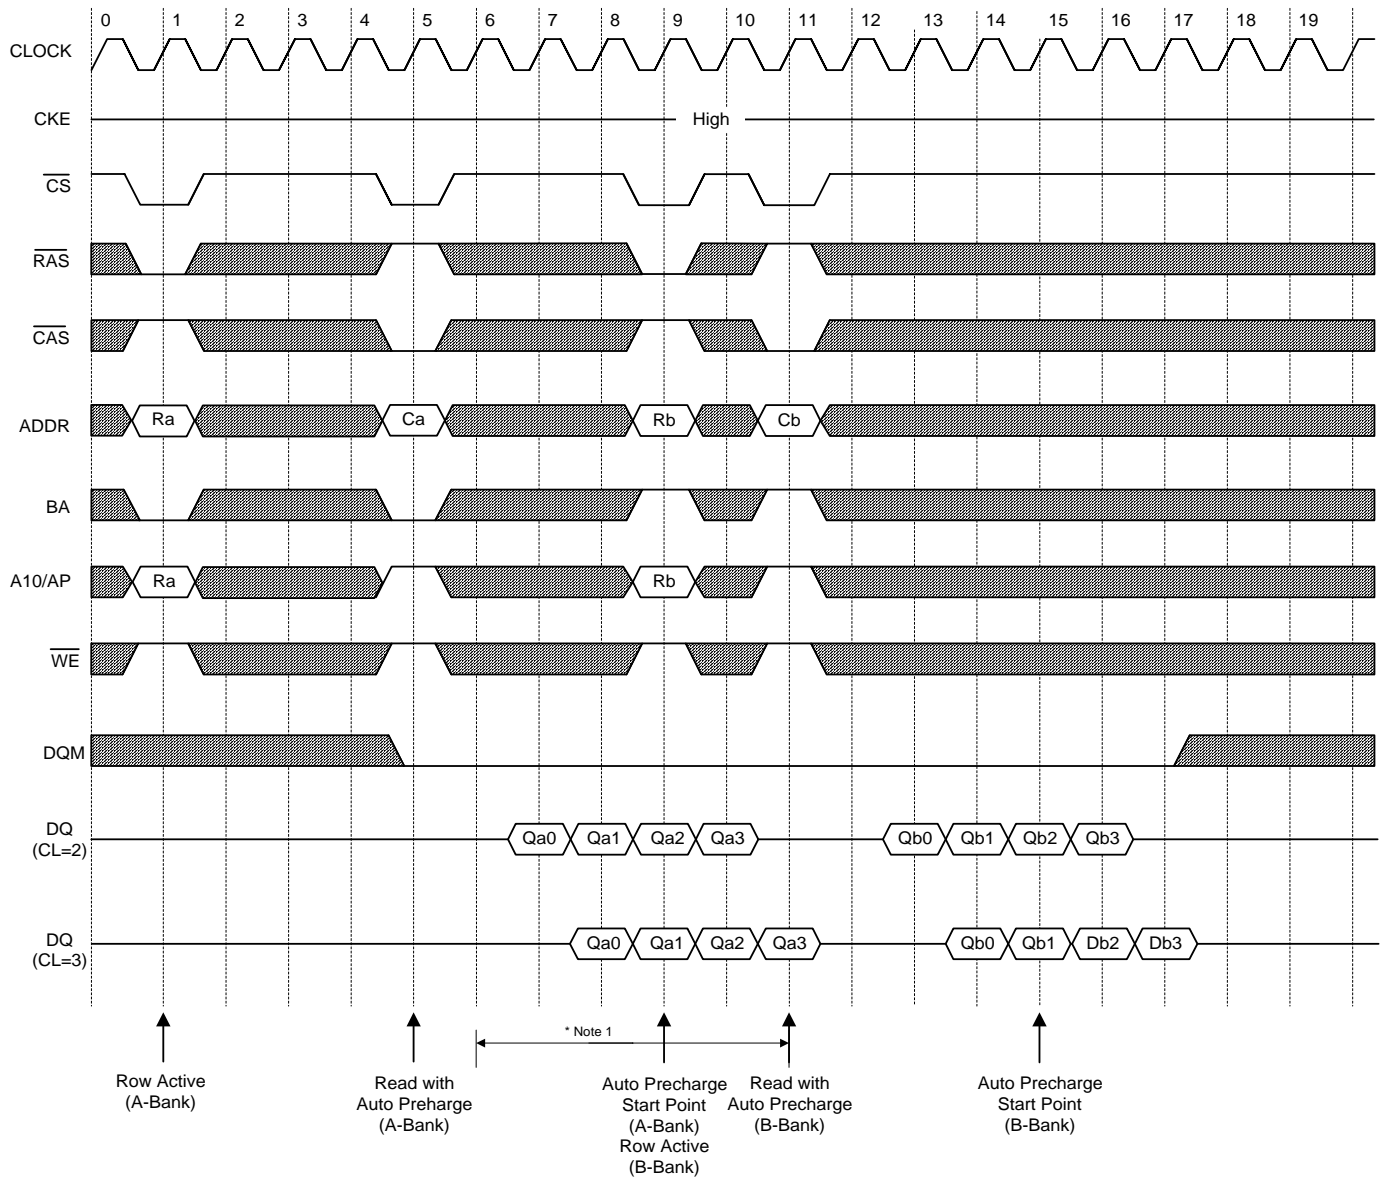 0 1 2 3 4 5 6 7 8 9 10 11 12 13 14 15 16 17 18 19
CLOCK
CKE High
CS
RAS
CAS
ADDR Ra Ca Rb Cb
BA
A10/AP Ra Rb
WE
DQM
DQ
(CL=2)
Qa0 Qa1 Qa2 Qa3 Qb0 Qb1 Qb2 Qb3
DQ
(CL=3)
Qa0 Qa1 Qa2 Qa3 Qb0 Qb1 Db2 Db3
* Note 1
Row Active
(A-Bank)
Read with
Auto Preharge
(A-Bank)
Auto Precharge
Start Point
(A-Bank)
Row Active
(B-Bank)
Read with
Auto Precharge
(B-Bank)
Auto Precharge
Start Point
(B-Bank)